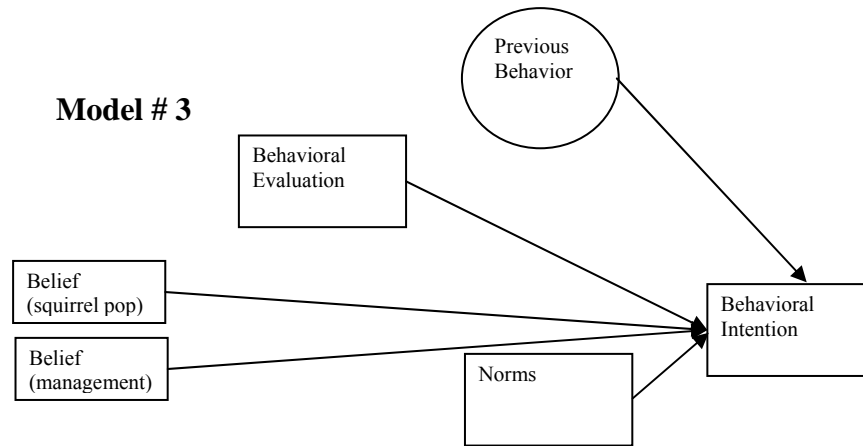 Previous
Behavior
Model # 3
Behavioral
Evaluation
Belief
(squirrel pop)
Behavioral
Intention
Belief
(management)
Norms